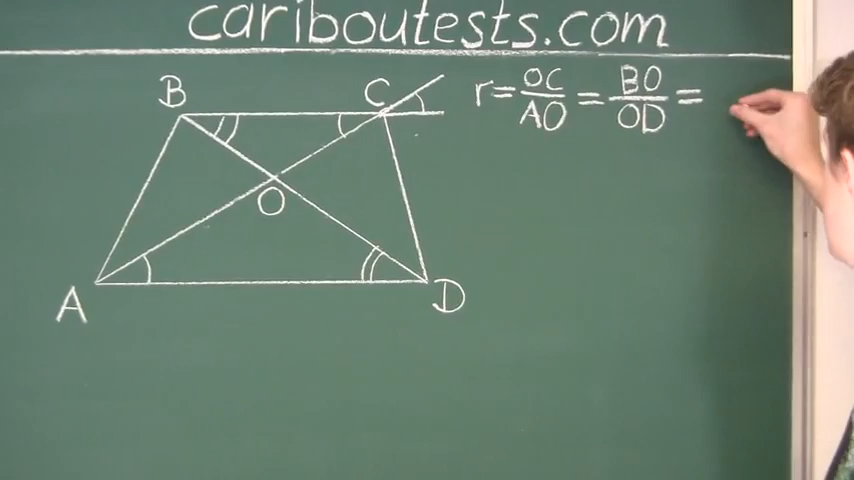 cariboutests.com
B
C
r = OC/AO = BO/OD =
O
A
D